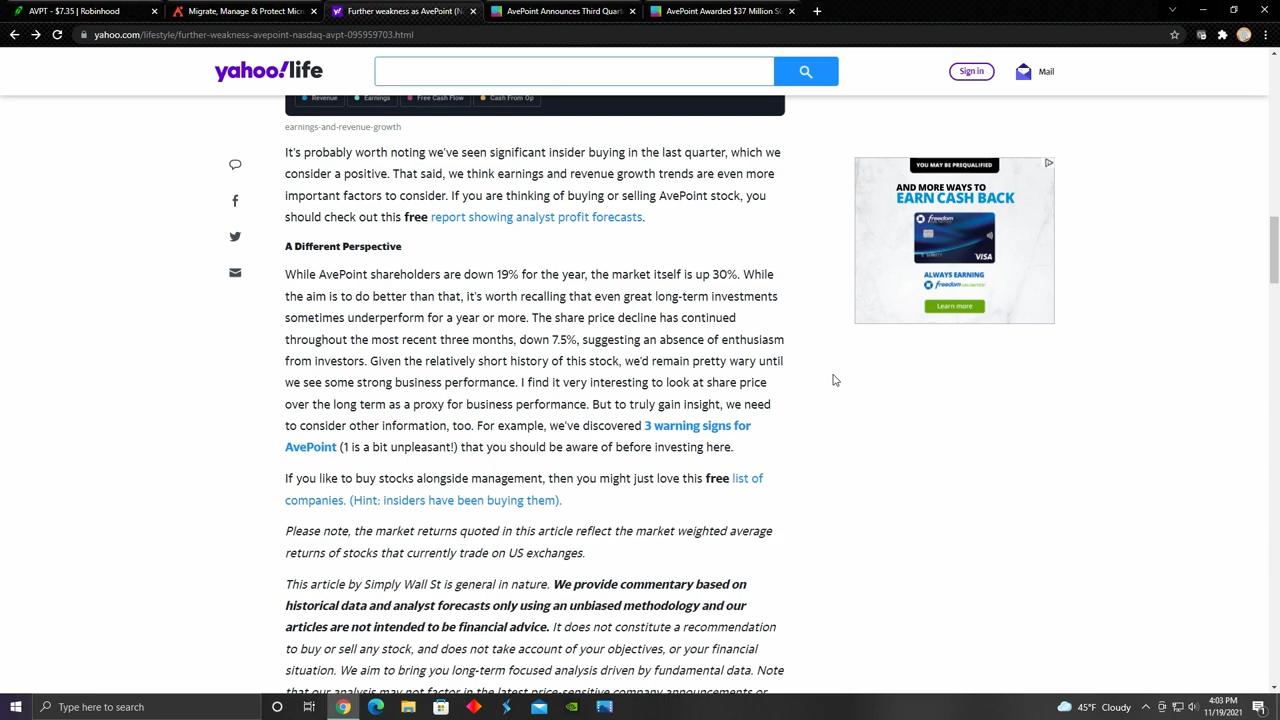 AVPT - $7.35 | Robinhood
Migrate, Manage & Protect Micro
Further Weakness as AvePoint (N
AvePoint Announces Third Quart
AvePoint $37 Million S
yahoo.com/lifestyle/further-weakness-avepoint-nasdaq-avpt-095959703.html
yahoo!life
Sign in
Mail
Revenue
Earnings
Free Cash Flow
Cash From Op
earnings-and-revenue-growth
It's probably worth noting we've seen significant insider buying in the last quarter, which we
consider a positive. That said, we think earnings and revenue growth trends are even more
important factors to consider. If you are thinking of buying or selling AvePoint stock, you
should check out this free report showing analyst profit forecasts.
A Different Perspective
While AvePoint shareholders are down 19% for the year, the market itself is up 30%. While
the aim is to do better than that, it's worth recalling that even great long-term investments
sometimes underperform for a year or more. The share price decline has continued
throughout the most recent three months, down 7.5%, suggesting an absence of enthusiasm
from investors. Given the relatively short history of this stock, we'd remain pretty wary until
we see some strong business performance. I find it very interesting to look at share price
over the long term as a proxy for business performance. But to truly gain insight, we need
to consider other information, too. For example, we've discovered 3 warning signs for
AvePoint (1 is a bit unpleasant!) that you should be aware of before investing here.
If you like to buy stocks alongside management, then you might just love this free list of
companies. (Hint: insiders have been buying them).
Please note, the market returns quoted in this article reflect the market weighted average
returns of stocks that currently trade on US exchanges.
This article by Simply Wall St is general in nature. We provide commentary based on
historical data and analyst forecasts only using an unbiased methodology and our
articles are not intended to be financial advice. It does not constitute a recommendation
to buy or sell any stock, and does not take account of your objectives, or your financial
situation. We aim to bring you long-term focused analysis driven by fundamental data. Note
that our analysis may not factor in the latest price-sensitive company announcements or
YOU MAY BE PREQUALIFIED
AND MORE WAYS TO
EARN CASH BACK
freedom
VISA
ALWAYS EARNING
freedom UNLIMITED
Learn more
Type here to search
45°F Cloudy
4:03 PM
11/19/2021
1